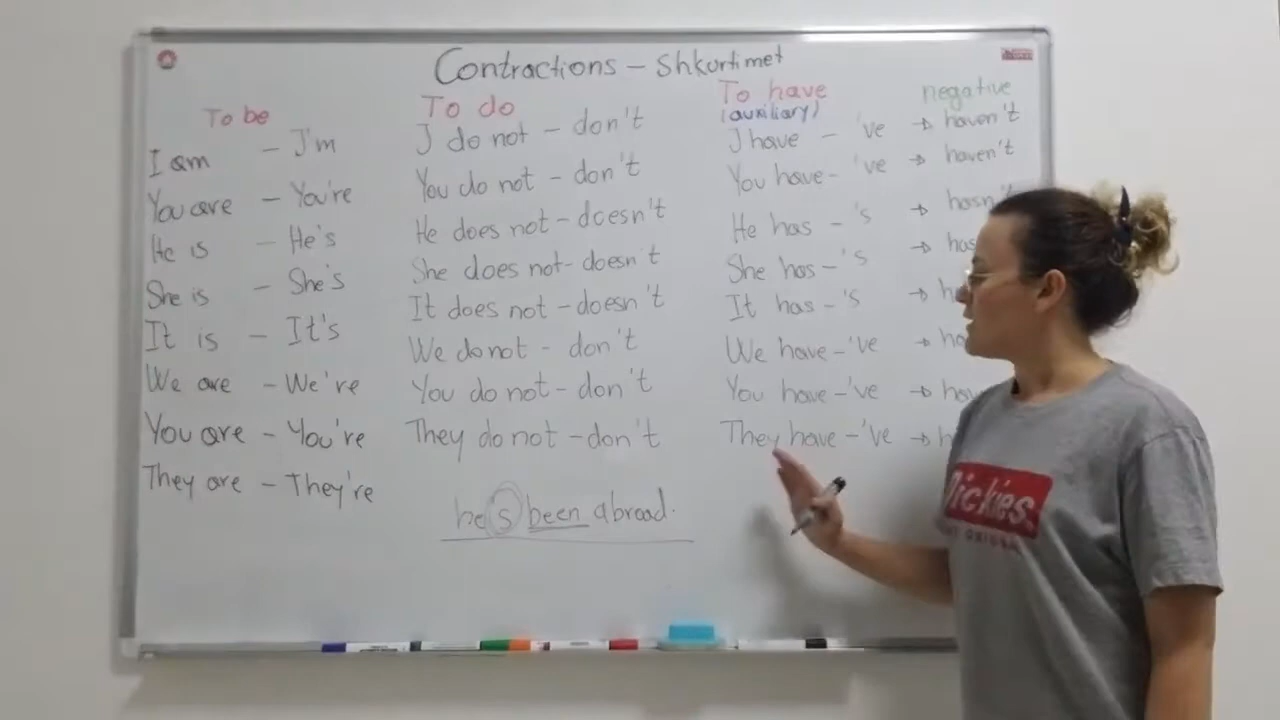 Contractions – Shkurtimet
To be
I am – I'm
You are – You're
He is – He's
She is – She's
It is – It's
We are – We're
You are – You're
They are – They're
To do
I do not – don't
You do not – don't
He does not – doesn't
She does not – doesn't
It does not – doesn't
We do not – don't
You do not – don't
They do not – don't
To have
(auxiliary)
negative
I have – 've → haven't
You have – 've → haven't
He has – 's → hasn't
She has – 's →
It has – 's →
We have – 've →
You have – 've →
They have – 've →
he s been abroad.
Dickies